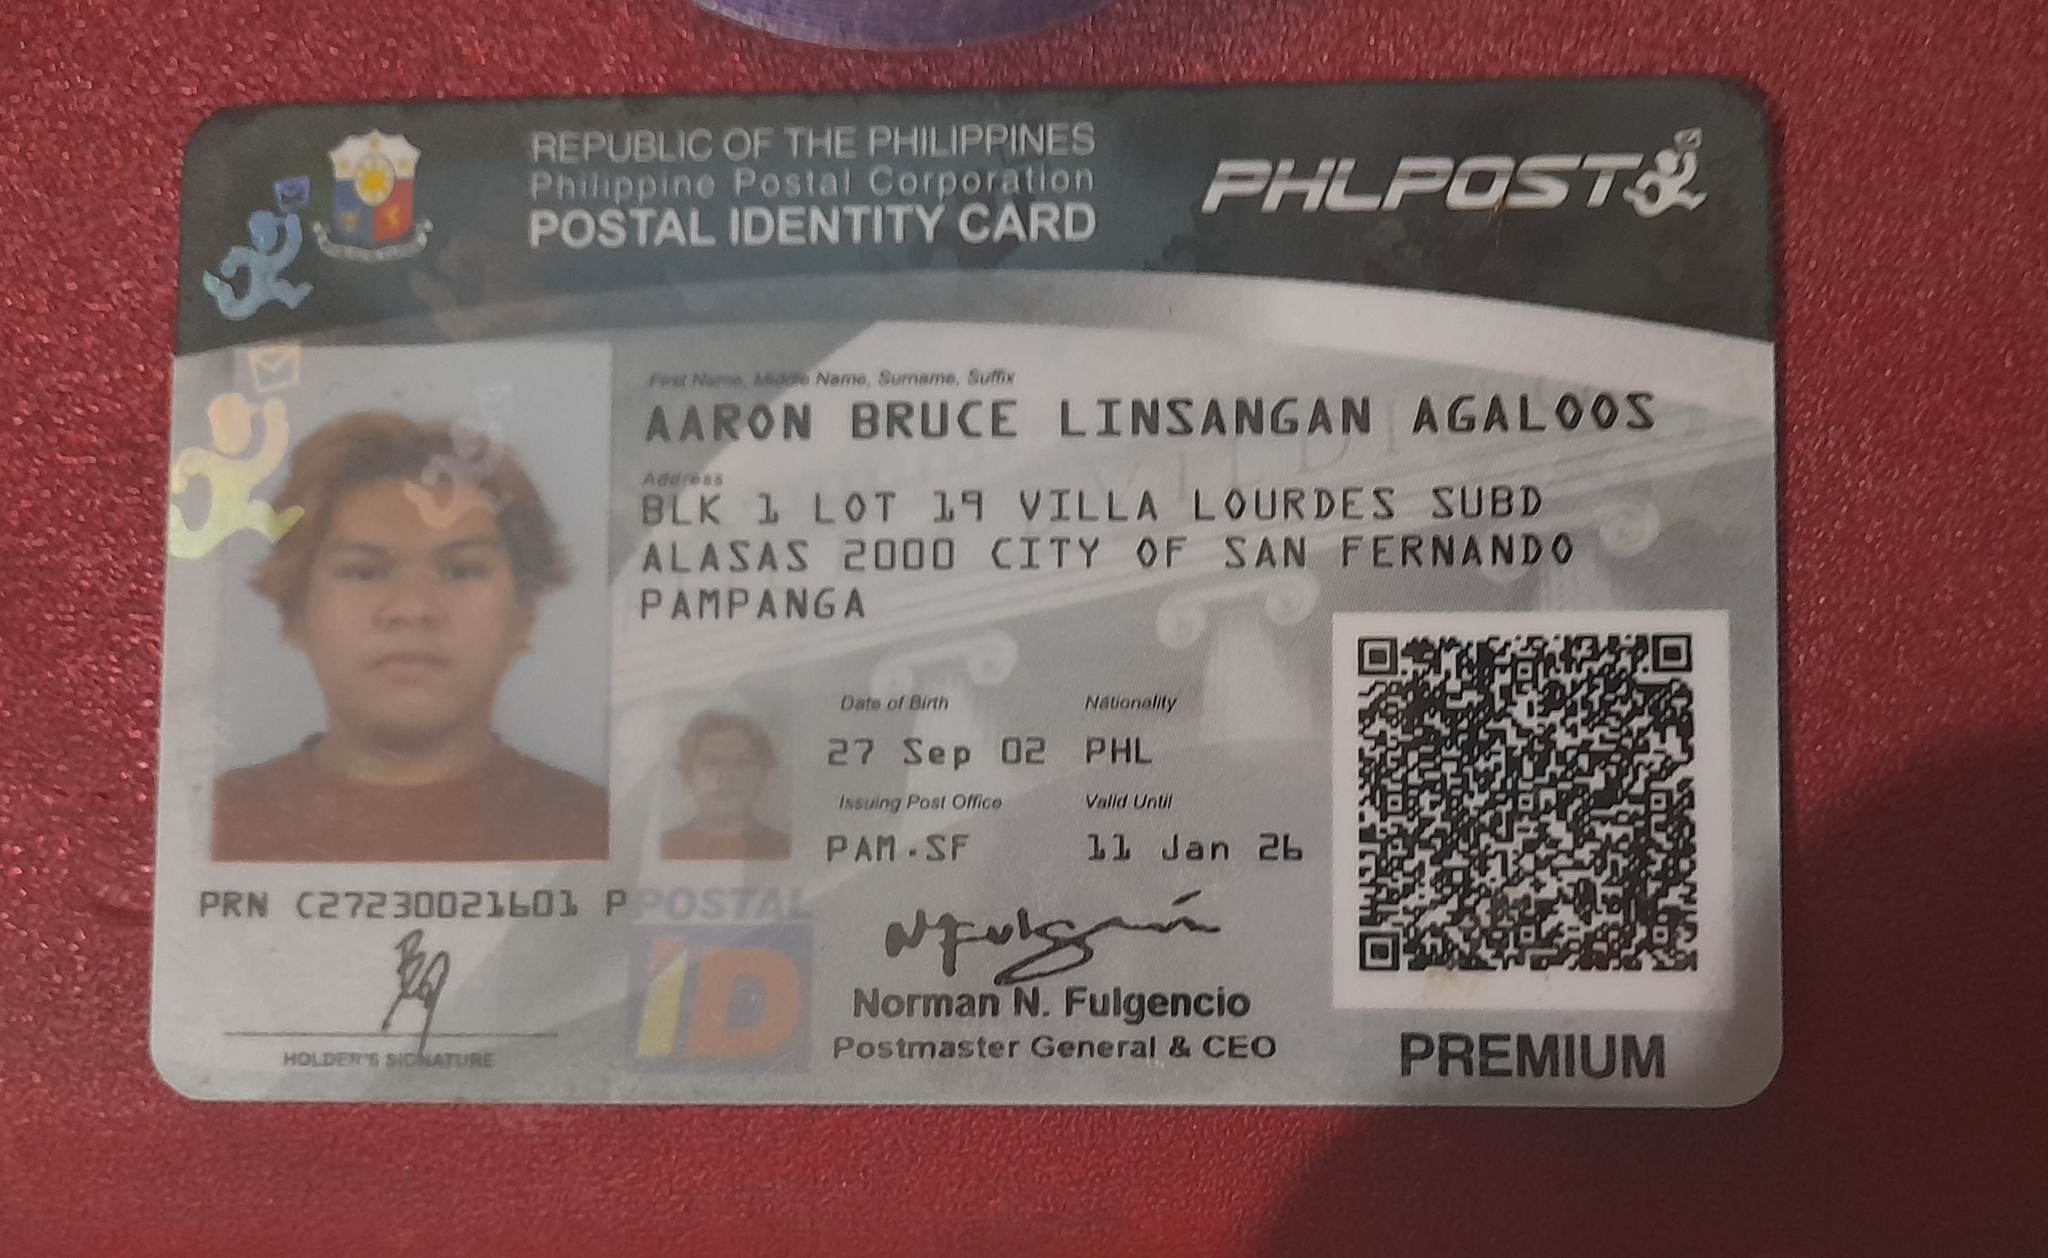 REPUBLIC OF THE PHILIPPINES
Philippine Postal Corporation
POSTAL IDENTITY CARD
PHLPOST
First Name, Middle Name, Surname, Suffix
AARON BRUCE LINSANGAN AGALOOS
Address
BLK 1 LOT 19 VILLA LOURDES SUBD
ALASAS 2000 CITY OF SAN FERNANDO
PAMPANGA
Date of Birth Nationality
27 Sep 02 PHL
Issuing Post Office Valid Until
PAM.SF 11 Jan 26
PRN C27230021601 P
POSTAL
iD
HOLDER'S SIGNATURE
Norman N. Fulgencio
Postmaster General & CEO
PREMIUM